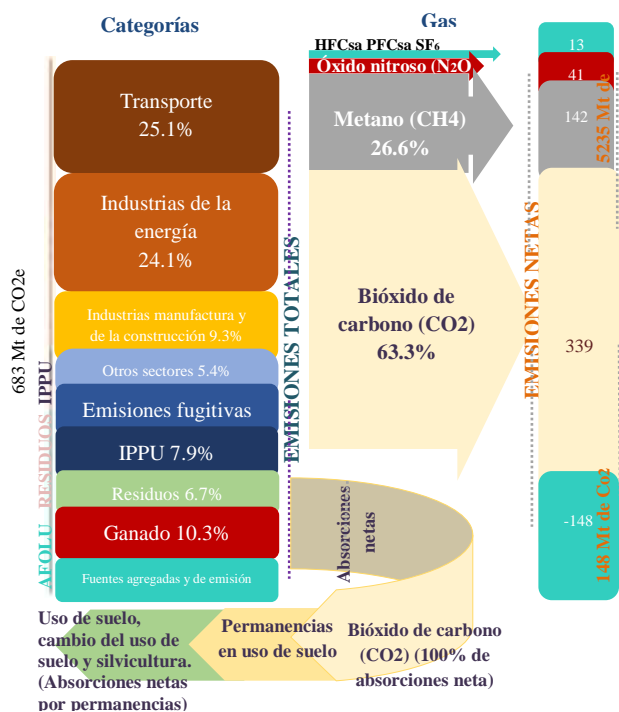 Categorías
Gas
Transporte
25.1%
Industrias de la
energía
24.1%
Industrias manufactura y
de la construcción 9.3%
Otros sectores 5.4%
Emisiones fugitivas
IPPU 7.9%
Residuos 6.7%
Ganado 10.3%
Fuentes agregadas y de emisión
683 Mt de CO2e
AFOLU RESIDUOS IPPU
EMISIONES TOTALES
HFCsa PFCsa SF6
Óxido nitroso (N2O
Metano (CH4)
26.6%
Bióxido de
carbono (CO2)
63.3%
Absorciones
netas
EMISIONES NETAS
13
41
142
339
-148
5235 Mt de
148 Mt de Co2
Uso de suelo,
cambio del uso de
suelo y silvicultura.
(Absorciones netas
por permanencias)
Permanencias
en uso de suelo
Bióxido de carbono
(CO2) (100% de
absorciones neta)